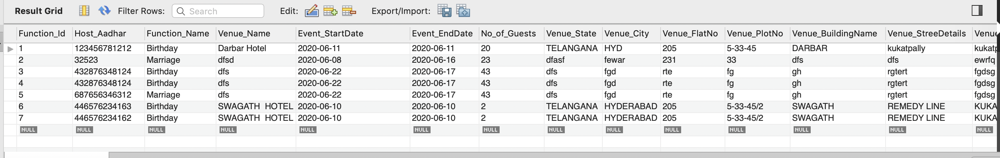 Result Grid Filter Rows: Search Edit: Export/Import:
Function_Id Host_Aadhar Function_Name Venue_Name Event_StartDate Event_EndDate No_of_Guests Venue_State Venue_City Venue_FlatNo Venue_PlotNo Venue_BuildingName Venue_StreeDetails Venue
1 123456781212 Birthday Darbar Hotel 2020-06-11 2020-06-11 20 TELANGANA HYD 205 5-33-45 DARBAR kukatpally kukatp
2 32523 Marriage dfsd 2020-06-08 2020-06-16 23 dfasf fewar 231 33 dfs dfs ewrfq
3 432876348124 Birthday dfs 2020-06-22 2020-06-17 43 dfs fgd rte fg gh rgtert fgdsg
4 432876348124 Birthday dfs 2020-06-22 2020-06-17 43 dfs fgd rte fg gh rgtert fgdsg
5 687656346312 Marriage dfs 2020-06-22 2020-06-17 43 dfs fgd rte fg gh rgtert fgdsg
6 446576234163 Birthday SWAGATH  HOTEL 2020-06-10 2020-06-10 2 TELANGANA HYDERABAD 205 5-33-45/2 SWAGATH REMEDY LINE KUKA
7 446576234162 Birthday SWAGATH  HOTEL 2020-06-10 2020-06-10 2 TELANGANA HYDERABAD 205 5-33-45/2 SWAGATH REMEDY LINE KUKA
NULL NULL NULL NULL NULL NULL NULL NULL NULL NULL NULL NULL NULL NULL